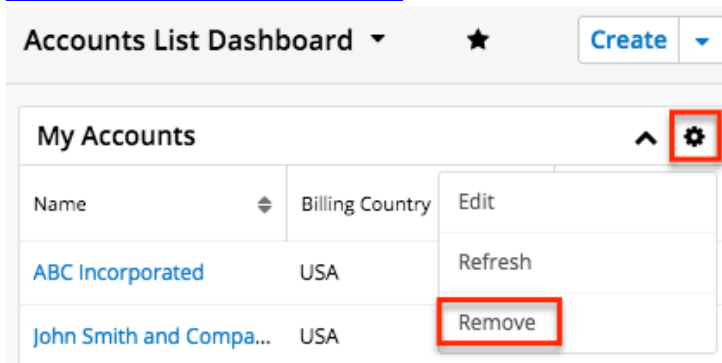 Accounts List Dashboard
Create
My Accounts
Name Billing Country Edit
ABC Incorporated USA Refresh
John Smith and Compa... USA Remove